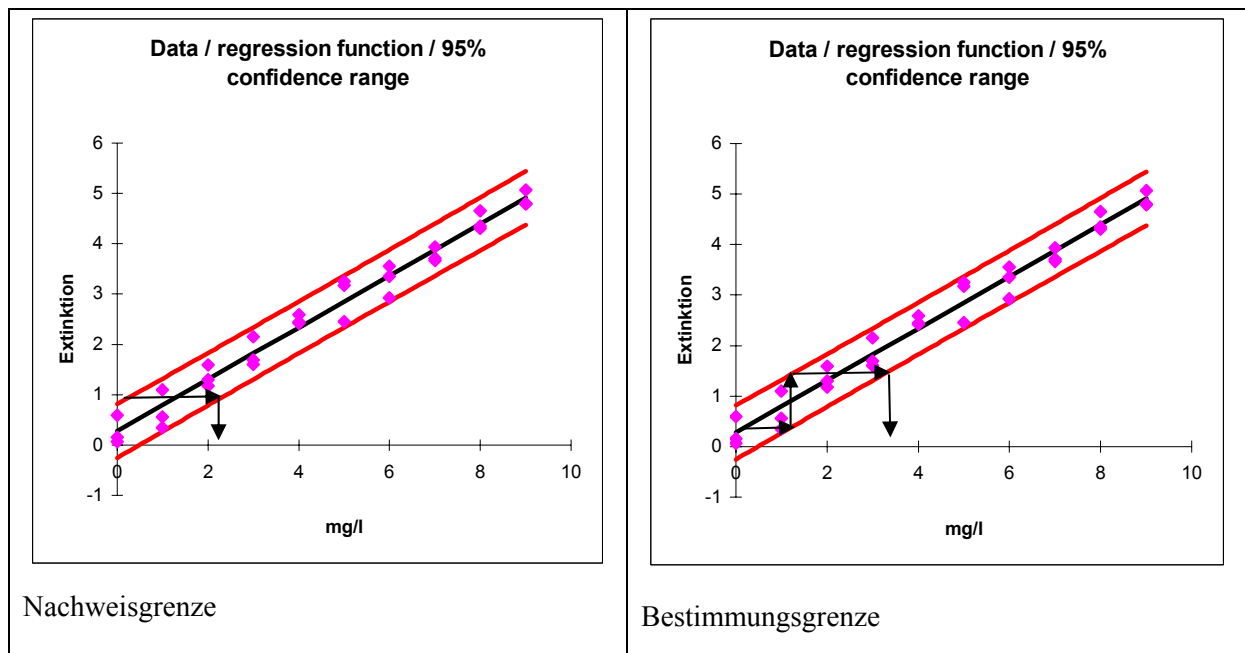 Data / regression function / 95%
confidence range
6
5
4
3
2
1
0
-1
0 2 4 6 8 10
Extinktion
mg/l
Nachweisgrenze
Data / regression function / 95%
confidence range
6
5
4
3
2
1
0
-1
0 2 4 6 8 10
Extinktion
mg/l
Bestimmungsgrenze